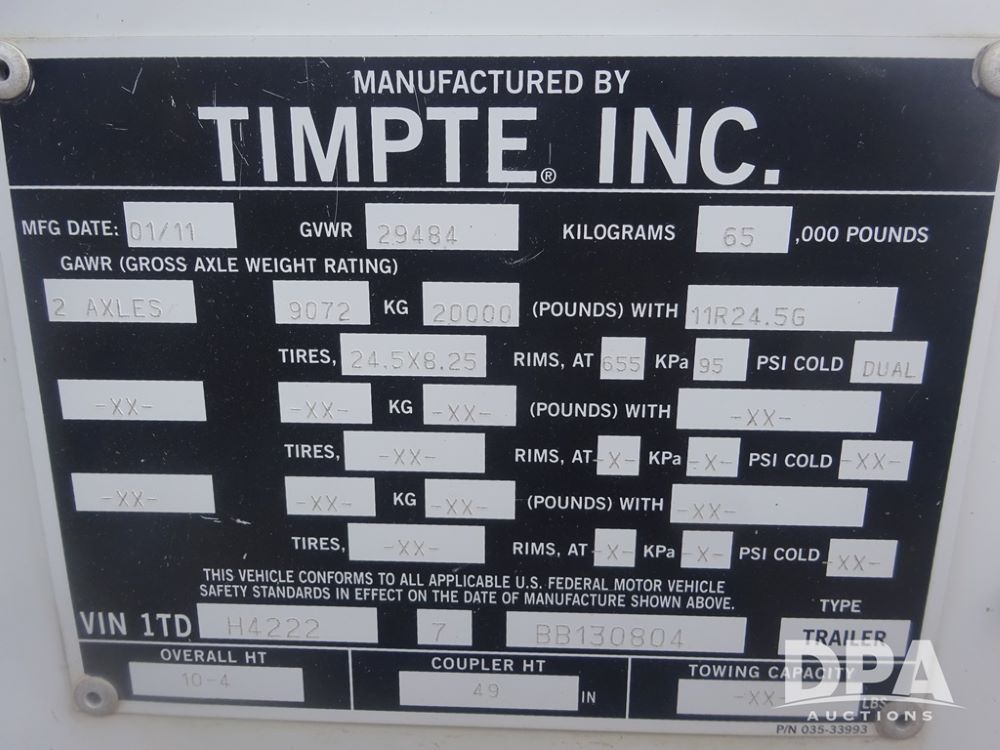 MANUFACTURED BY
TIMPTE® INC.
MFG DATE: 01/11 GVWR 29484 KILOGRAMS 65 ,000 POUNDS
GAWR (GROSS AXLE WEIGHT RATING)
2 AXLES/ 9072 KG 20000 (POUNDS) WITH 11R24.5G
TIRES, 24.5X8.25 RIMS, AT 655 KPa 95 PSI COLD DUAL
-XX- -XX- KG -XX- (POUNDS) WITH -XX-
TIRES, -XX- RIMS, AT -X- KPa -X- PSI COLD -XX-
-XX- -XX- KG -XX- (POUNDS) WITH -XX-
TIRES, -XX- RIMS, AT -X- KPa -X- PSI COLD -XX-
THIS VEHICLE CONFORMS TO ALL APPLICABLE U.S. FEDERAL MOTOR VEHICLE
SAFETY STANDARDS IN EFFECT ON THE DATE OF MANUFACTURE SHOWN ABOVE.
TYPE
VIN 1TD H4222 7 BB130804 TRAILER
OVERALL HT COUPLER HT TOWING CAPACITY
10-4 49 IN -XX- LBS
P/N 035-33993
DPA
AUCTIONS